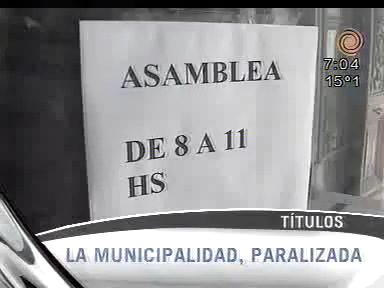 ASAMBLEA
7:04
15°1
DE 8 A 11
HS
TÍTULOS
LA MUNICIPALIDAD, PARALIZADA